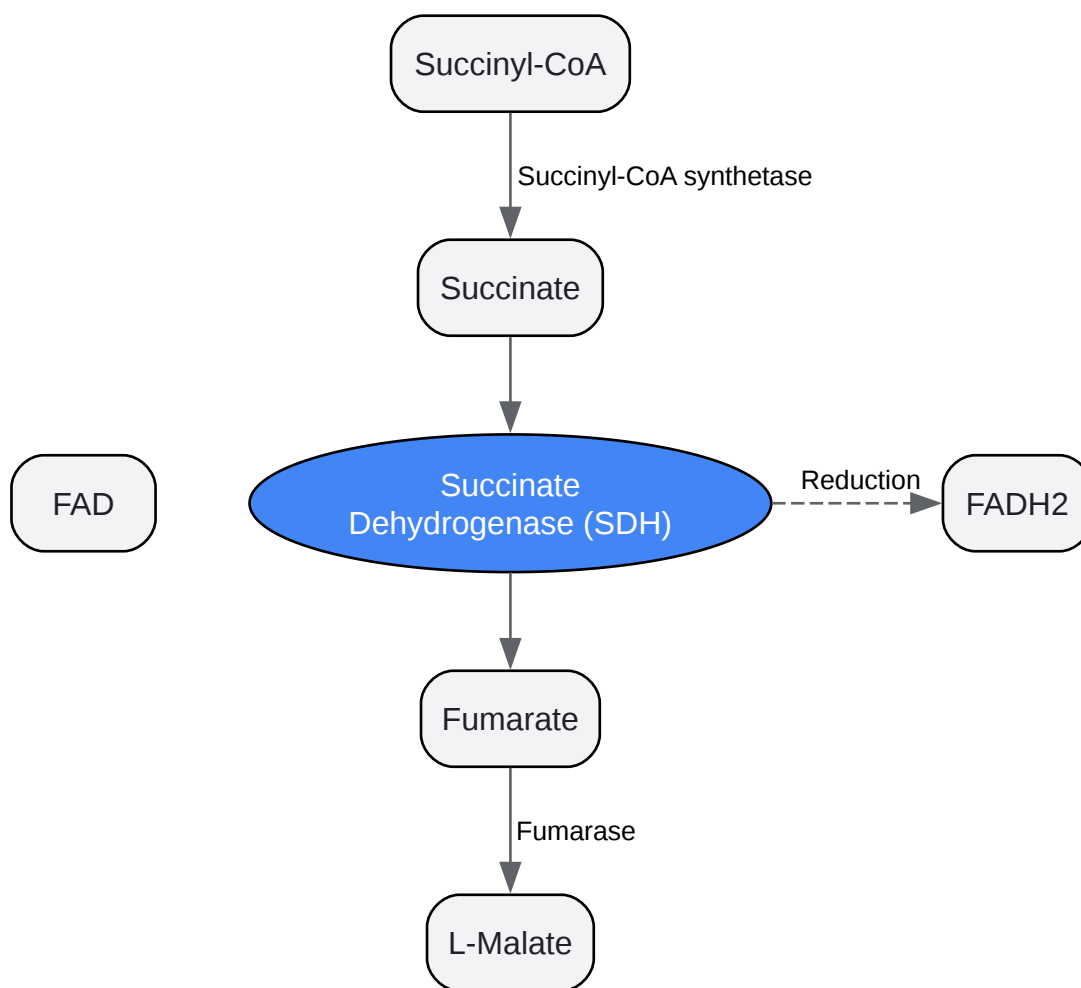 Succinyl-CoA
Succinyl-CoA synthetase
Succinate
FAD
Succinate
Dehydrogenase (SDH)
Reduction
FADH2
Fumarate
Fumarase
L-Malate